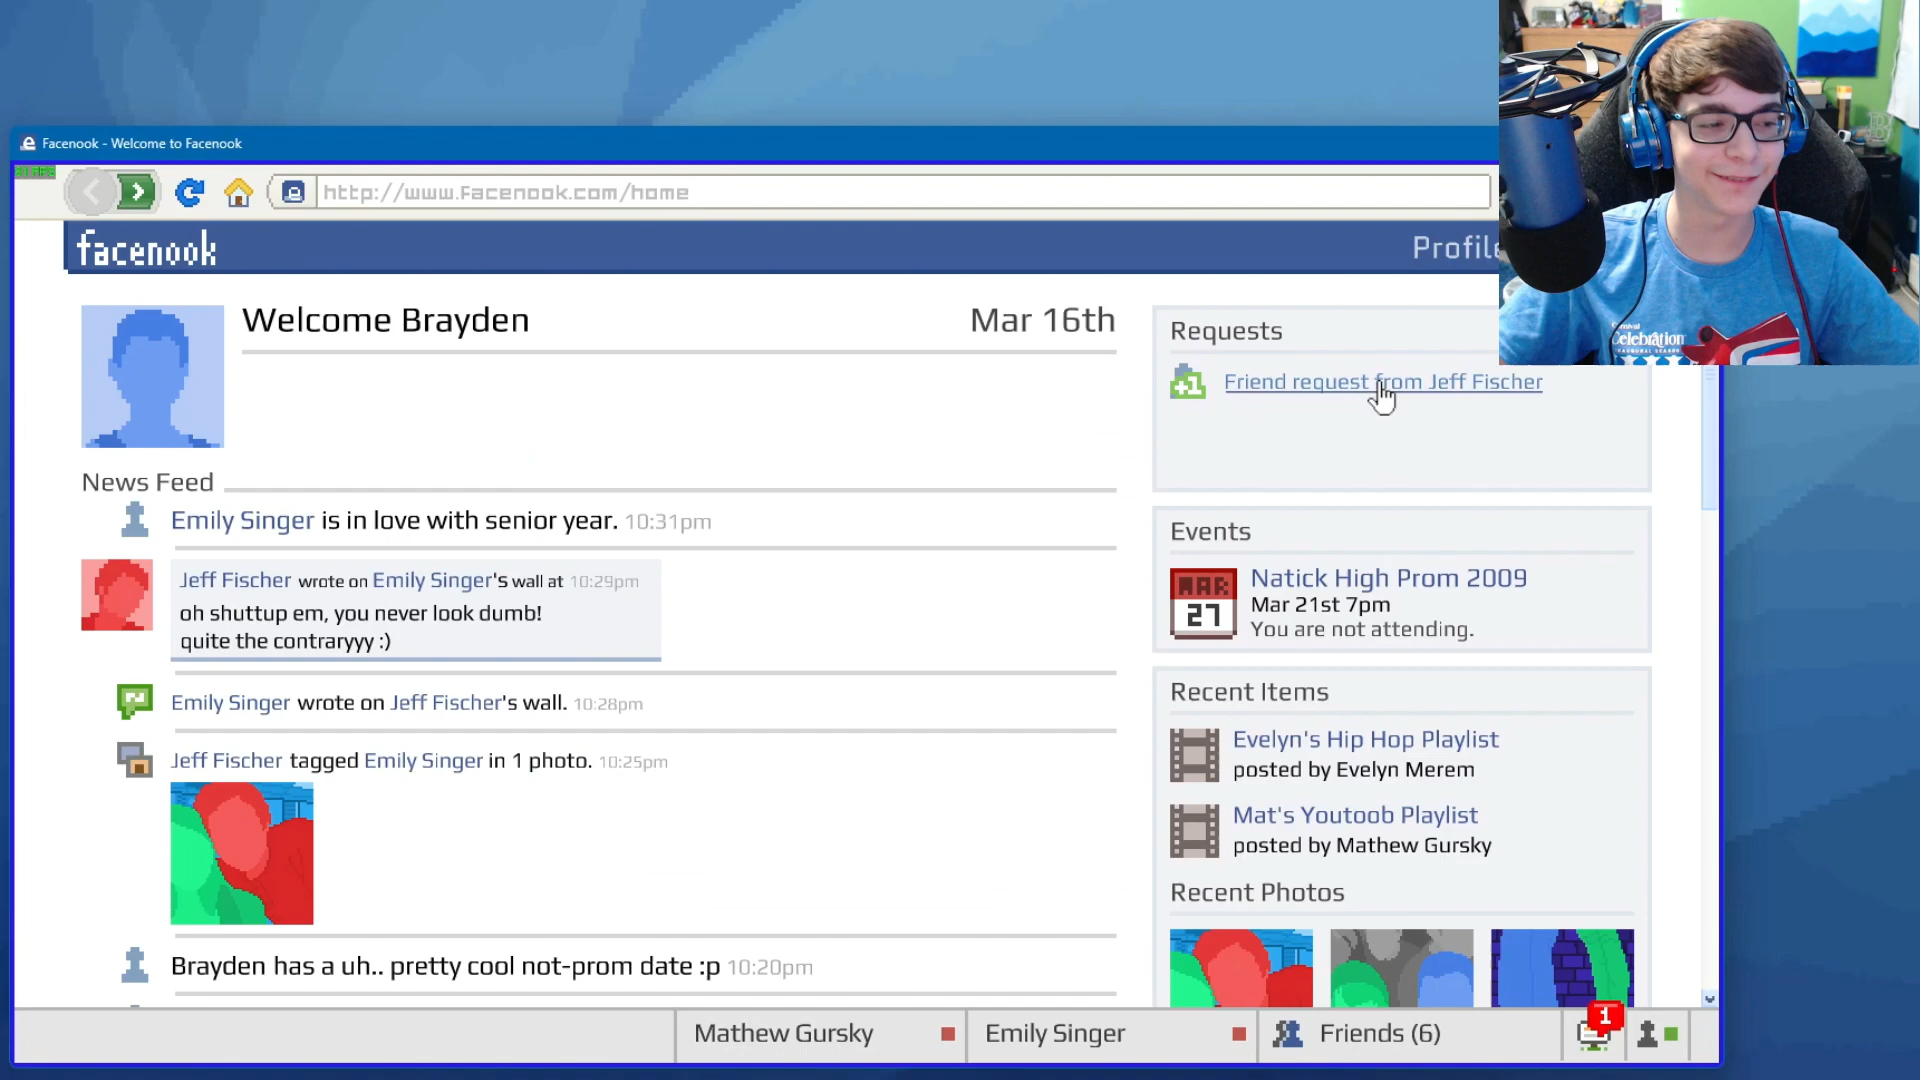 Facenook - Welcome to Facenook
http://www.Facenook.com/home
facenook
Profile
Welcome Brayden
Mar 16th
News Feed
Emily Singer is in love with senior year. 10:31pm
Jeff Fischer wrote on Emily Singer's wall at 10:29pm
oh shuttup em, you never look dumb!
quite the contraryyy :)
Emily Singer wrote on Jeff Fischer's wall. 10:28pm
Jeff Fischer tagged Emily Singer in 1 photo. 10:25pm
Brayden has a uh.. pretty cool not-prom date :p 10:20pm
Requests
+1 Friend request from Jeff Fischer
Events
MAR
27
Natick High Prom 2009
Mar 21st 7pm
You are not attending.
Recent Items
Evelyn's Hip Hop Playlist
posted by Evelyn Merem
Mat's Youtoob Playlist
posted by Mathew Gursky
Recent Photos
Mathew Gursky
Emily Singer
Friends (6)
1
Carnival
Celebration
INAUGURAL SEASON